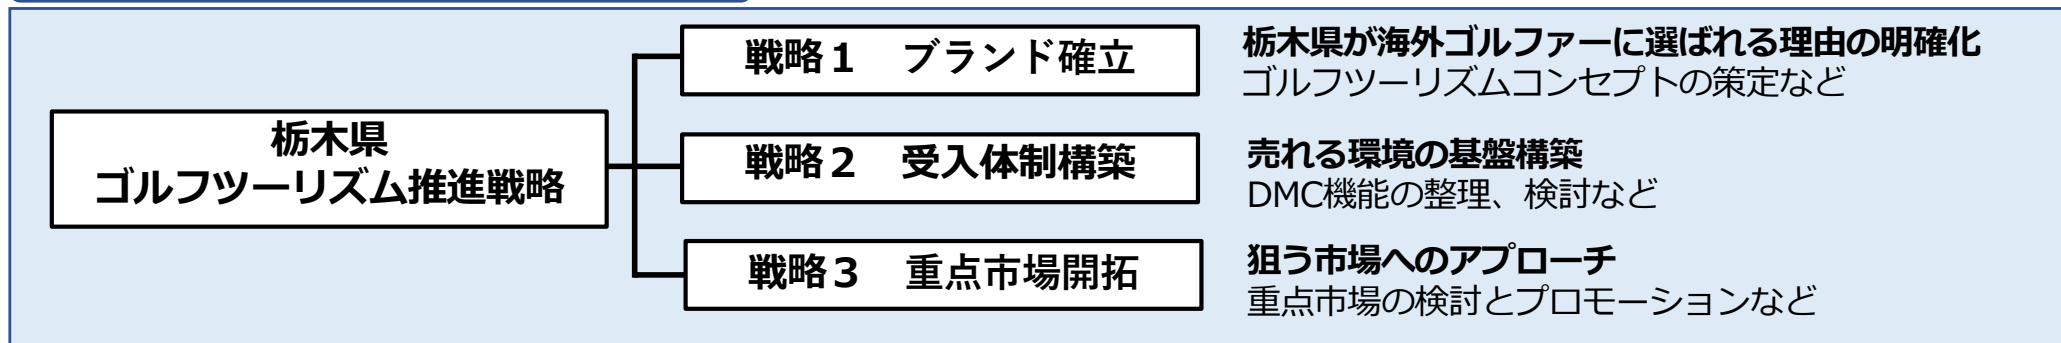 栃木県
ゴルフツーリズム推進戦略
戦略１　ブランド確立
栃木県が海外ゴルファーに選ばれる理由の明確化
ゴルフツーリズムコンセプトの策定など
戦略２　受入体制構築
売れる環境の基盤構築
DMC機能の整理、検討など
戦略３　重点市場開拓
狙う市場へのアプローチ
重点市場の検討とプロモーションなど